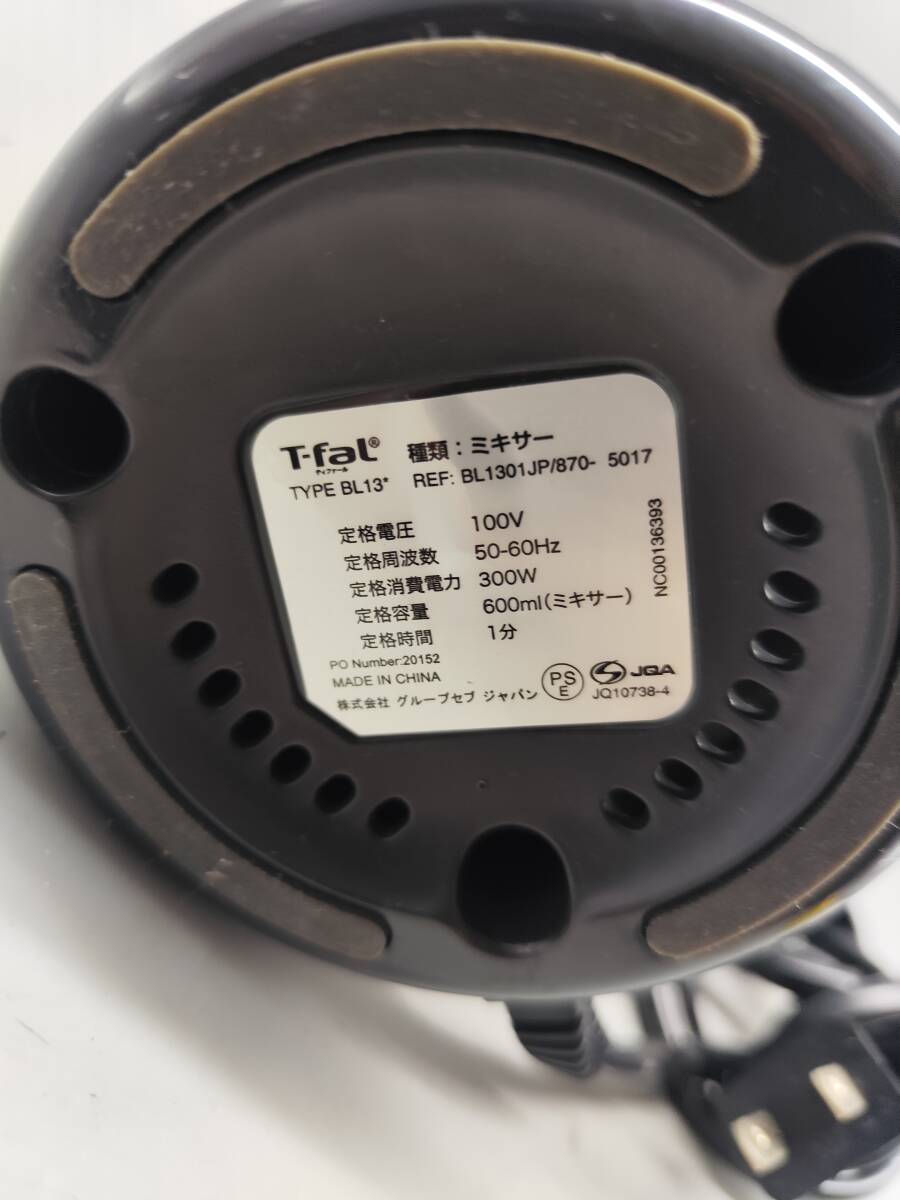 T-fal® 種類：ミキサー
ティファール
TYPE BL13* REF: BL1301JP/870- 5017
定格電圧 100V
定格周波数 50-60Hz
定格消費電力 300W
定格容量 600ml(ミキサー)
定格時間 1分
PO Number:20152
MADE IN CHINA
株式会社 グループセブ ジャパン
PS
E
JQA
JQ10738-4
NC00136393